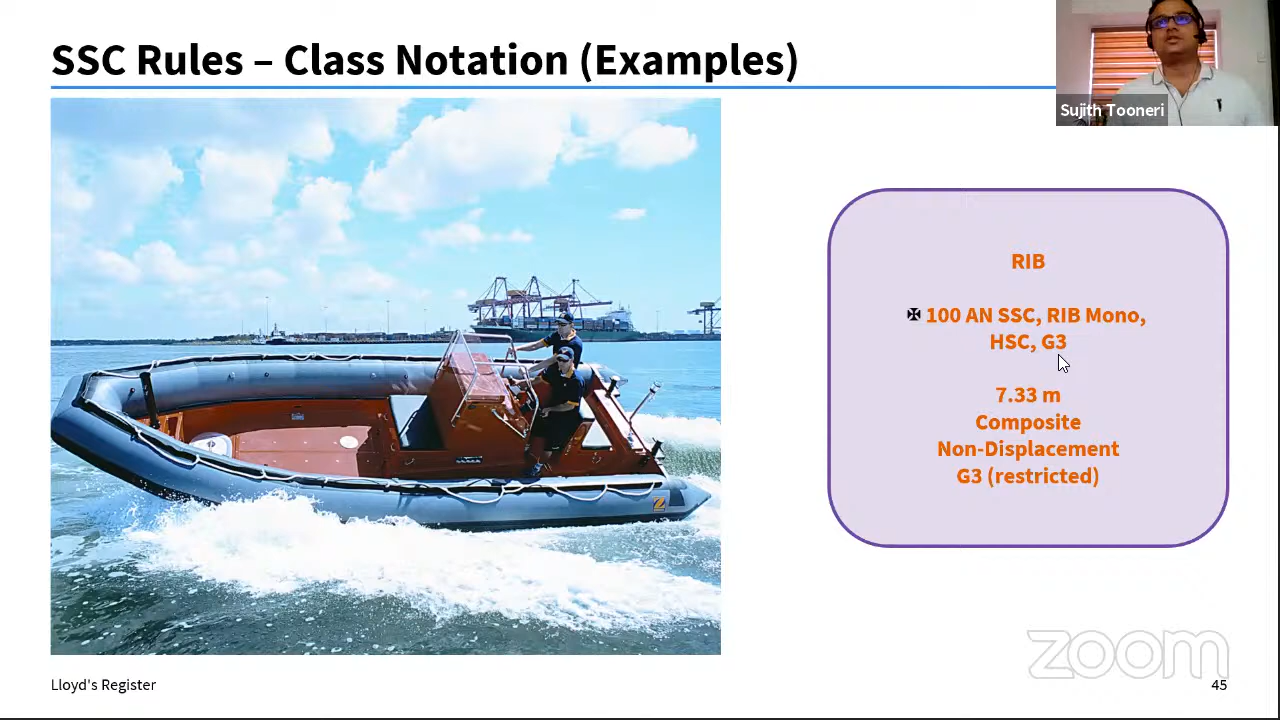 SSC Rules – Class Notation (Examples)
Sujith Tooneri
RIB
✠ 100 AN SSC, RIB Mono,
HSC, G3
7.33 m
Composite
Non-Displacement
G3 (restricted)
Z
zoom
Lloyd's Register
45